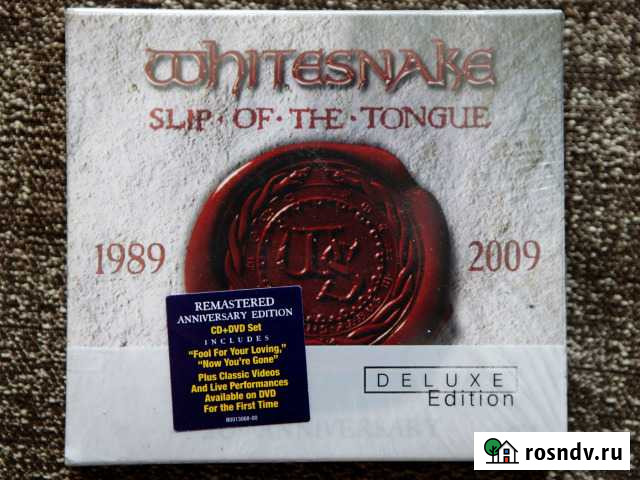 WHITESNAKE
SLIP · OF · THE · TONGUE
1989
2009
REMASTERED
ANNIVERSARY EDITION
CD+DVD Set
INCLUDES
“Fool For Your Loving,”
“Now You're Gone”
Plus Classic Videos
And Live Performances
Available on DVD
For the First Time
DELUXE
Edition
ANNIVERSARY
rosndv.ru